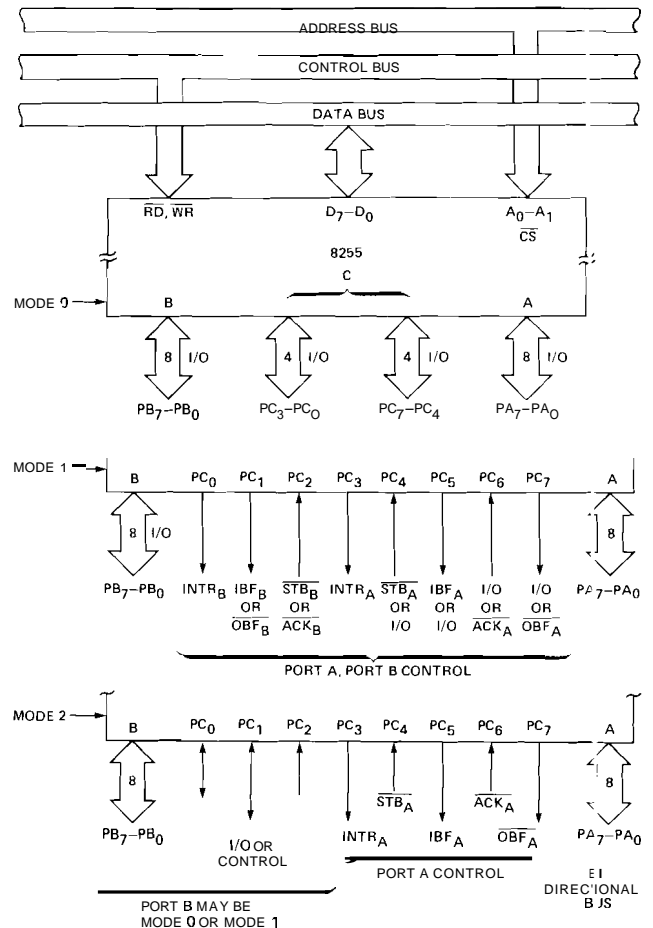 ADDRESS BUS
CONTROL BUS
DATA BUS
RD, WR D7-D0 A0-A1
CS
8255
C
MODE 0 B A
8 I/O 4 I/O 4 I/O 8 I/O
PB7-PB0 PC3-PCO PC7-PC4 PA7-PA0
MODE 1 B PC0 PC1 PC2 PC3 PC4 PC5 PC6 PC7 A
8 I/O 8
PB7-PB0 INTRB IBFB STBB INTRA STBA IBFA I/O I/O PA7-PA0
OR OR OR OR OR OR
OBFB ACKB I/O I/O ACKA OBFA
PORT A, PORT B CONTROL
MODE 2 B PC0 PC1 PC2 PC3 PC4 PC5 PC6 PC7 A
8 8
STBA ACKA
PB7-PB0 INTRA IBFA OBFA PA7-PA0
I/O OR
CONTROL
PORT A CONTROL
DIREC'IONAL
PORT B MAY BE
MODE 0 OR MODE 1